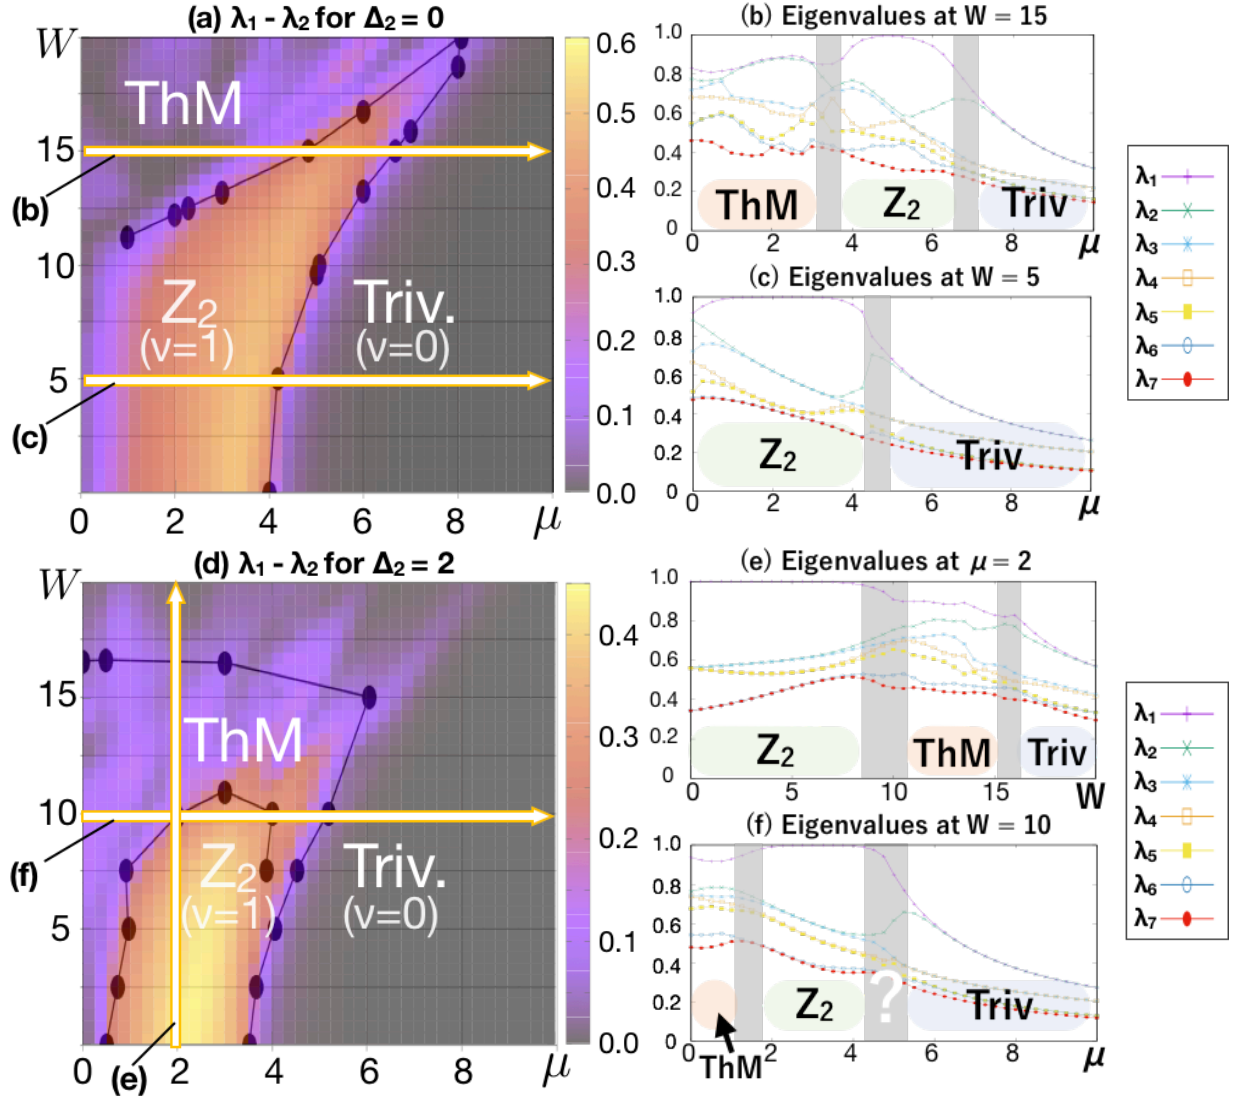 (a) λ₁ - λ₂ for Δ₂ = 0
W
ThM
15
(b)
10
Z₂
(ν=1)
Triv.
(ν=0)
5
(c)
0 2 4 6 8 μ
0.6
0.5
0.4
0.3
0.2
0.1
0.0
(b) Eigenvalues at W = 15
1.0
0.8
0.6
0.4
0.2
0
ThM Z₂ Triv
0 2 4 6 8 μ
(c) Eigenvalues at W = 5
1.0
0.8
0.6
0.4
0.2
0
Z₂ Triv
0 2 4 6 8 μ
λ₁
λ₂
λ₃
λ₄
λ₅
λ₆
λ₇
(d) λ₁ - λ₂ for Δ₂ = 2
W
15
ThM
10
(f)
Z₂
(ν=1)
Triv.
(ν=0)
5
(e)
0 2 4 6 8 μ
0.4
0.3
0.2
0.1
0.0
(e) Eigenvalues at μ = 2
1.0
0.8
0.6
0.4
0.2
0
Z₂ ThM Triv
0 5 10 15 W
(f) Eigenvalues at W = 10
1.0
0.8
0.6
0.4
0.2
0
Z₂ ? Triv
ThM
0 2 4 6 8 μ
λ₁
λ₂
λ₃
λ₄
λ₅
λ₆
λ₇